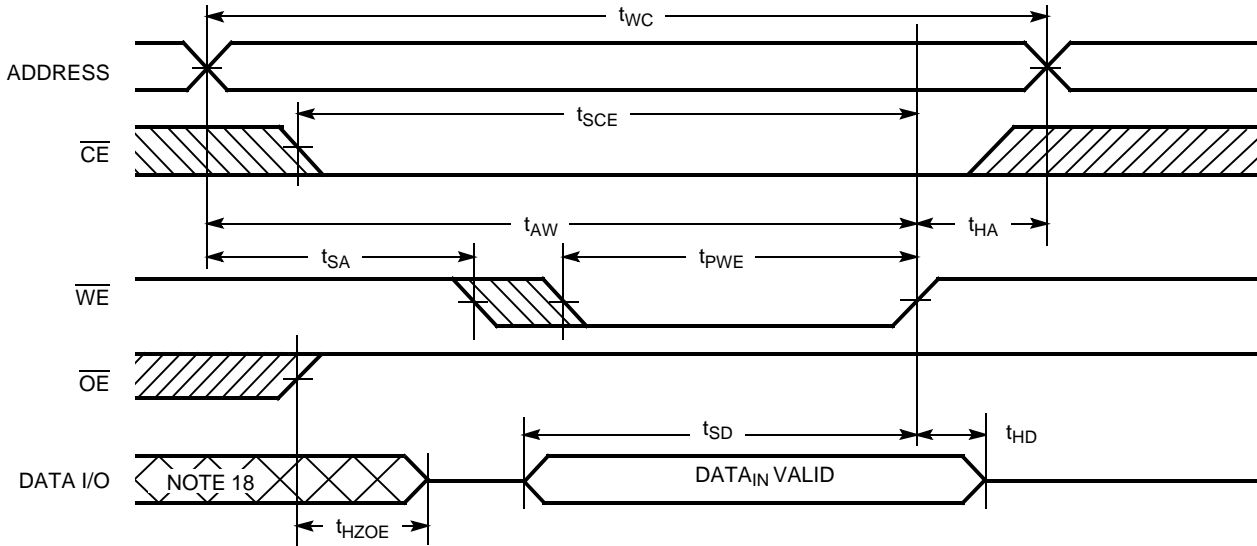 tWC
ADDRESS
tSCE
CE
tAW
tHA
tSA
tPWE
WE
OE
tSD
tHD
DATA I/O
NOTE 18
DATAIN VALID
tHZOE